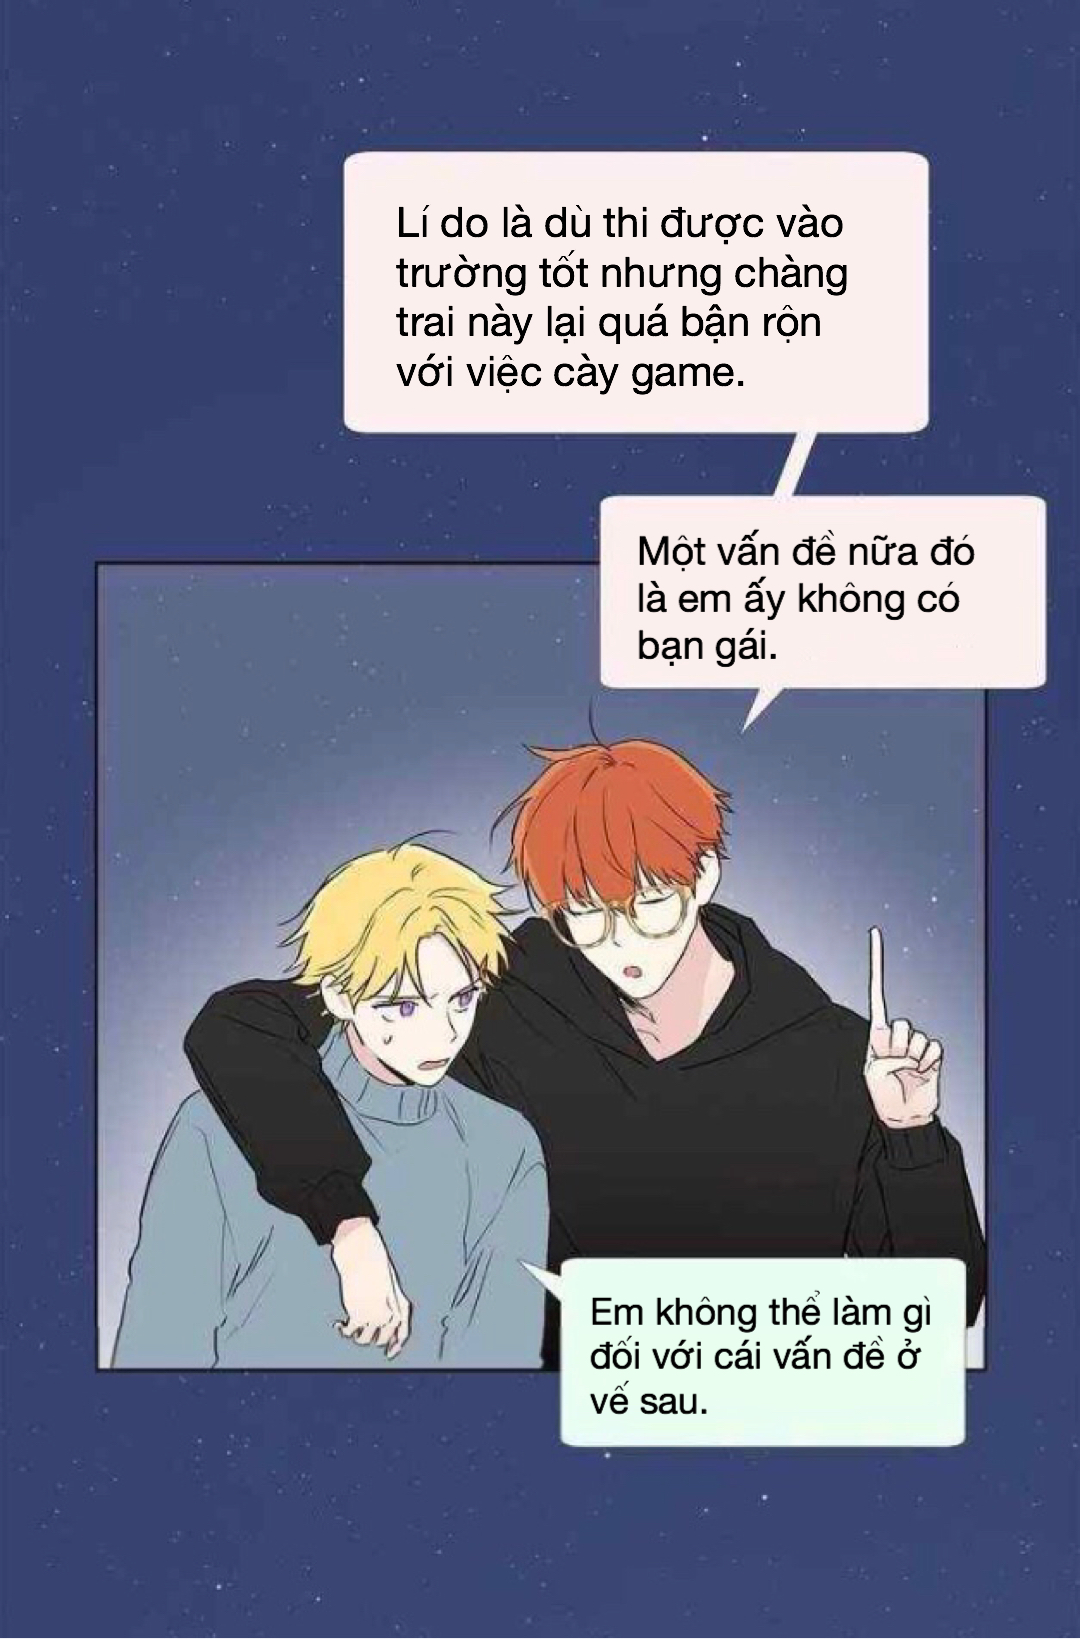 Lí do là dù thi được vào
trường tốt nhưng chàng
trai này lại quá bận rộn
với việc cày game.
Một vấn đề nữa đó
là em ấy không có
bạn gái.
Em không thể làm gì
đối với cái vấn đề ở
vế sau.